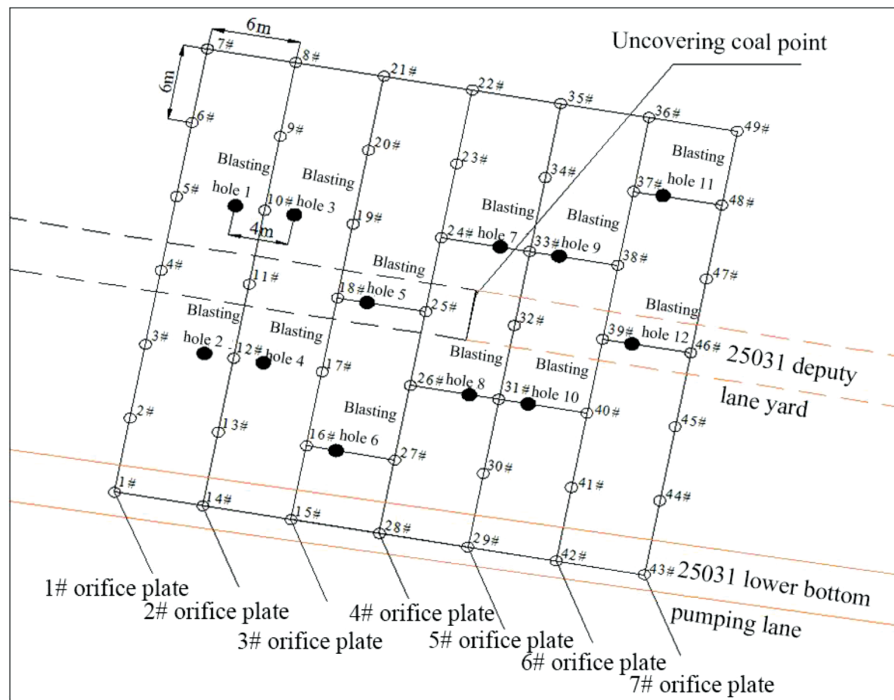 6m
7#
8#
21#
22#
35#
36#
49#
Uncovering coal point
6m
6#
9#
20#
23#
34#
37#
48#
Blasting
hole 11
5#
Blasting
hole 1
10#
Blasting
hole 3
4m
19#
24#
Blasting
hole 7
33#
Blasting
hole 9
38#
4#
11#
18#
Blasting
hole 5
25#
32#
47#
39#
Blasting
hole 12
46#
3#
Blasting
hole 2
12#
Blasting
hole 4
17#
26#
Blasting
hole 8
31#
Blasting
hole 10
40#
25031 deputy
lane yard
2#
13#
16#
Blasting
hole 6
27#
30#
41#
45#
44#
1#
14#
15#
28#
29#
42#
43#
25031 lower bottom
pumping lane
1# orifice plate
2# orifice plate
3# orifice plate
4# orifice plate
5# orifice plate
6# orifice plate
7# orifice plate